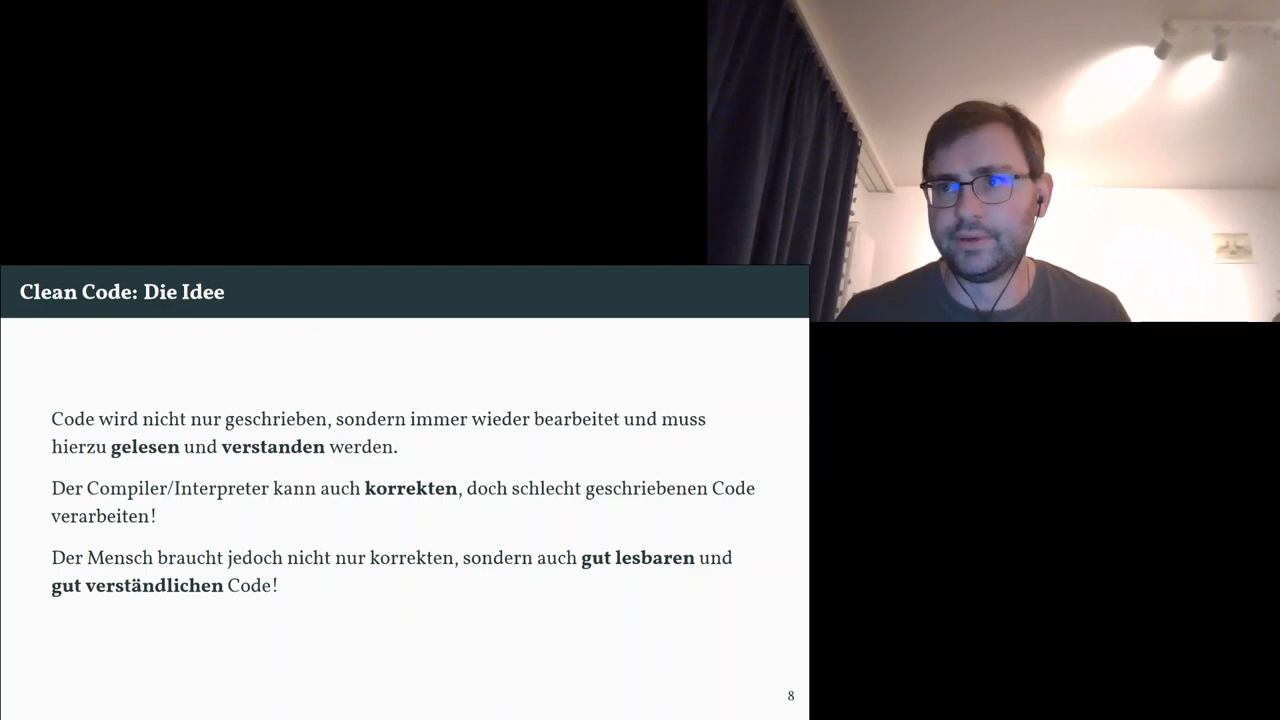 Clean Code: Die Idee
Code wird nicht nur geschrieben, sondern immer wieder bearbeitet und muss
hierzu gelesen und verstanden werden.
Der Compiler/Interpreter kann auch korrekten, doch schlecht geschriebenen Code
verarbeiten!
Der Mensch braucht jedoch nicht nur korrekten, sondern auch gut lesbaren und
gut verständlichen Code!
8